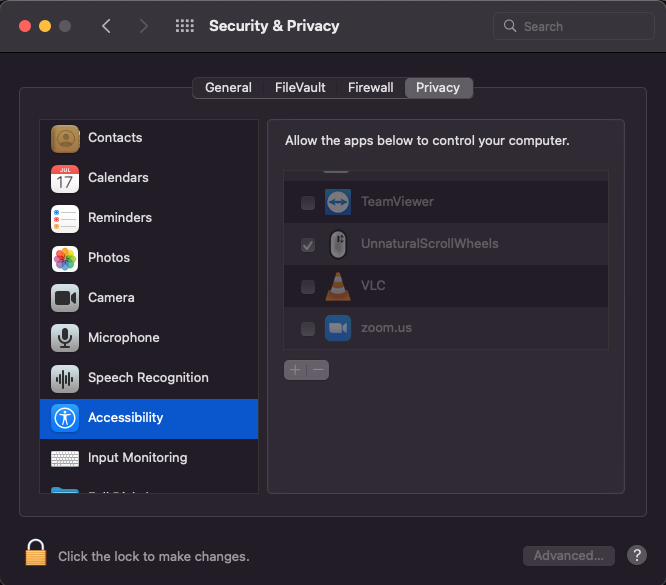 Security & Privacy
Search
General
FileVault
Firewall
Privacy
Contacts
JUL
17
Calendars
Reminders
Photos
Camera
Microphone
Speech Recognition
Accessibility
Input Monitoring
Allow the apps below to control your computer.
TeamViewer
UnnaturalScrollWheels
VLC
zoom.us
+ −
Click the lock to make changes.
Advanced...
?